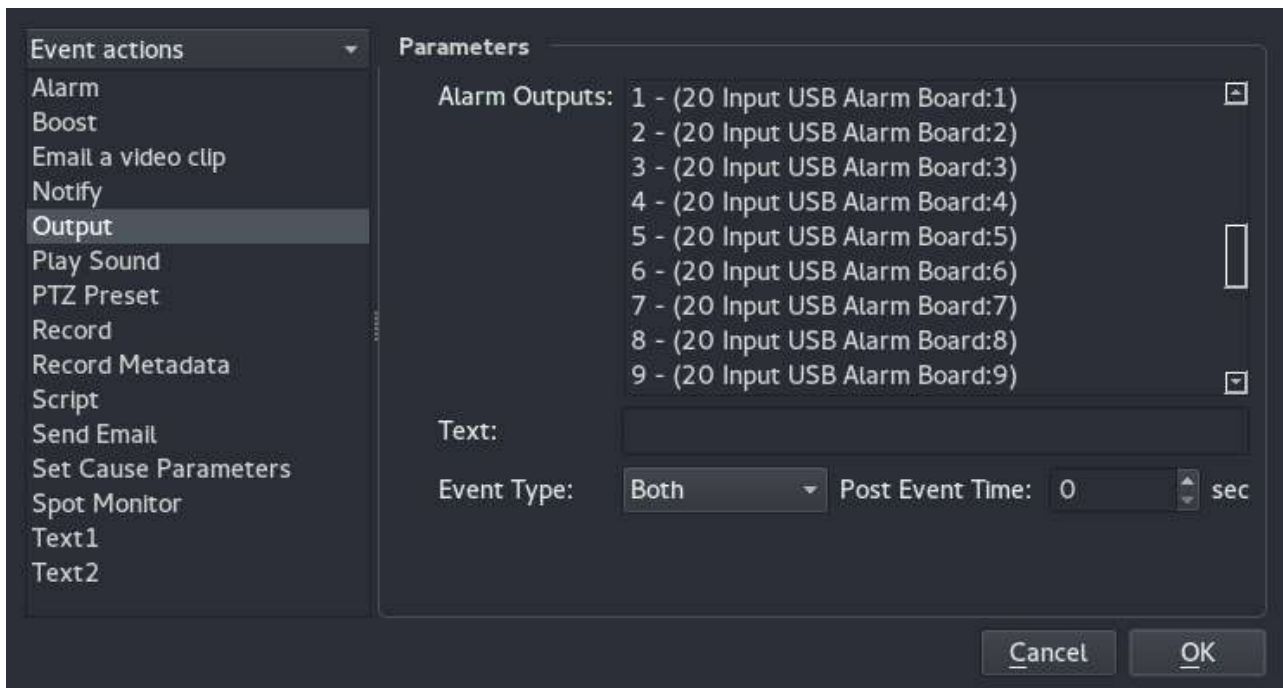 Event actions
Alarm
Boost
Email a video clip
Notify
Output
Play Sound
PTZ Preset
Record
Record Metadata
Script
Send Email
Set Cause Parameters
Spot Monitor
Text1
Text2
Parameters
Alarm Outputs:
1 - (20 Input USB Alarm Board:1)
2 - (20 Input USB Alarm Board:2)
3 - (20 Input USB Alarm Board:3)
4 - (20 Input USB Alarm Board:4)
5 - (20 Input USB Alarm Board:5)
6 - (20 Input USB Alarm Board:6)
7 - (20 Input USB Alarm Board:7)
8 - (20 Input USB Alarm Board:8)
9 - (20 Input USB Alarm Board:9)
Text:
Event Type: Both Post Event Time: 0 sec
Cancel OK